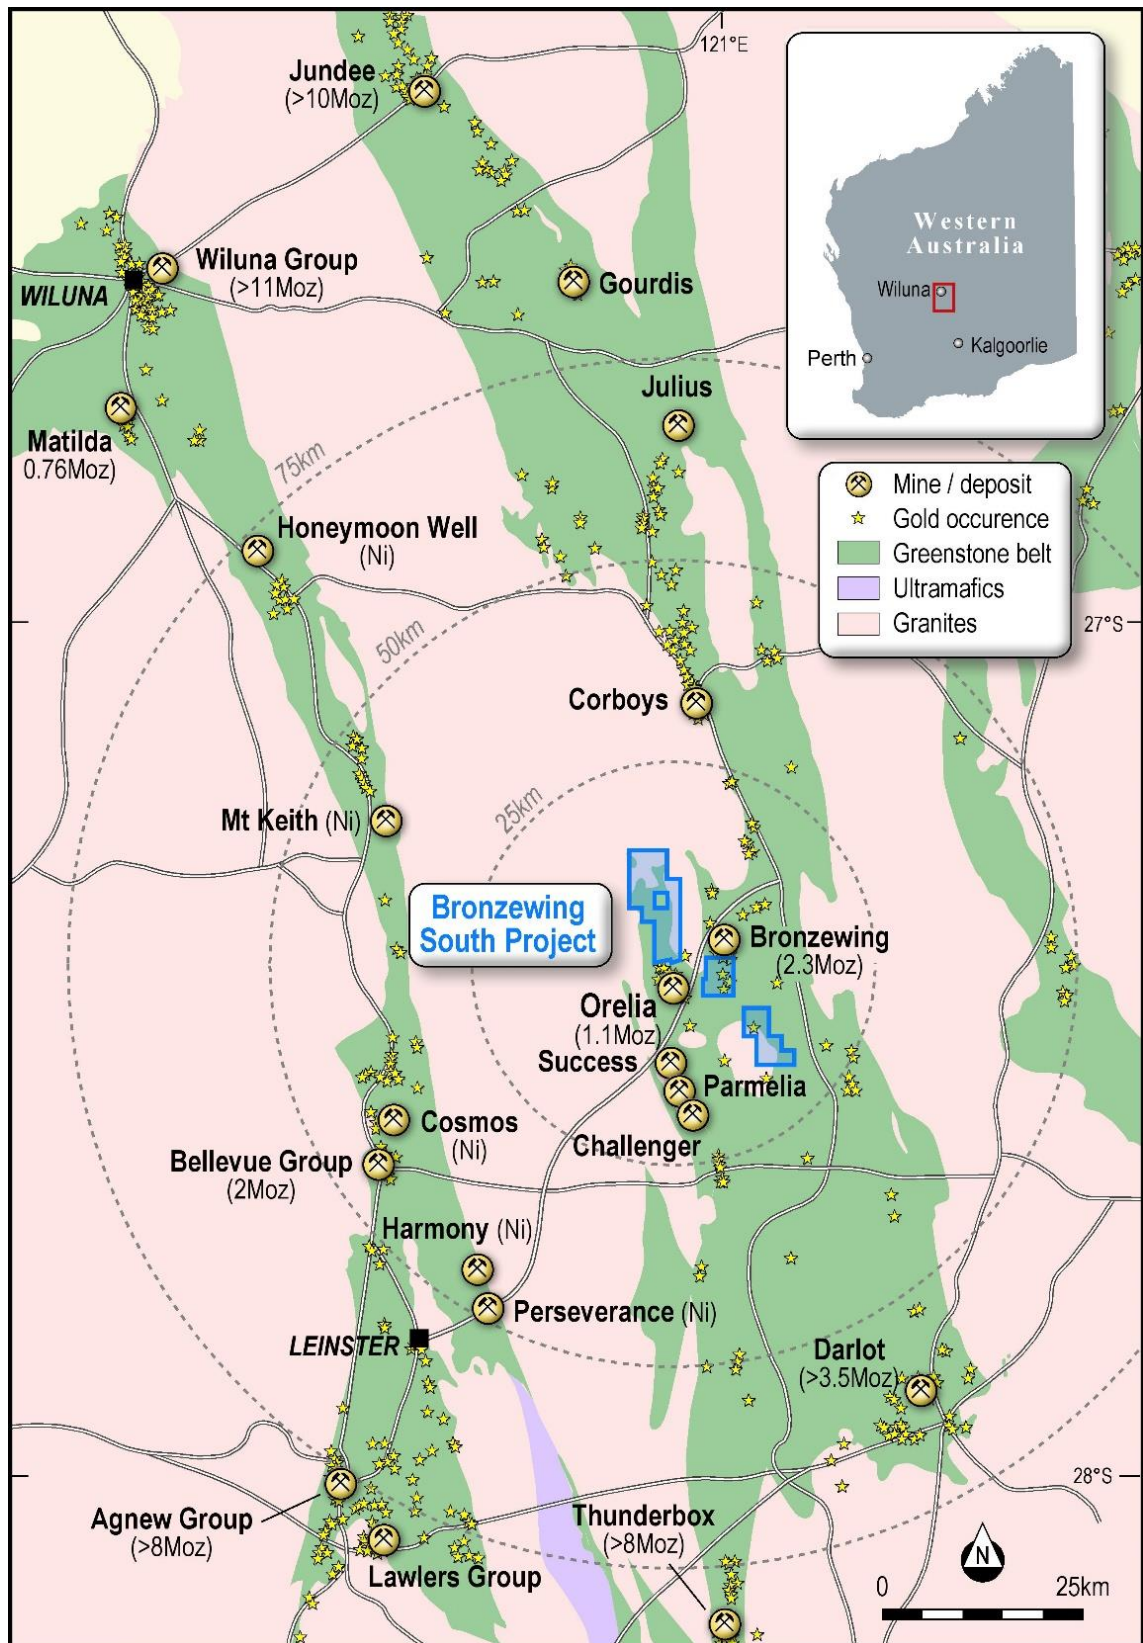 121°E
Jundee
(>10Moz)
Western
Australia
Wiluna
Kalgoorlie
Perth
Wiluna Group
(>11Moz)
WILUNA
Gourdis
Julius
Matilda
0.76Moz)
75km
Mine / deposit
Gold occurence
Greenstone belt
Ultramafics
Granites
Honeymoon Well
(Ni)
50km
27°S
Corboys
25km
Mt Keith (Ni)
Bronzewing
South Project
Bronzewing
(2.3Moz)
Orelia
(1.1Moz)
Success
Parmelia
Challenger
Cosmos
(Ni)
Bellevue Group
(2Moz)
Harmony (Ni)
Perseverance (Ni)
LEINSTER
Darlot
(>3.5Moz)
28°S
Agnew Group
(>8Moz)
Thunderbox
(>8Moz)
Lawlers Group
N
0 25km